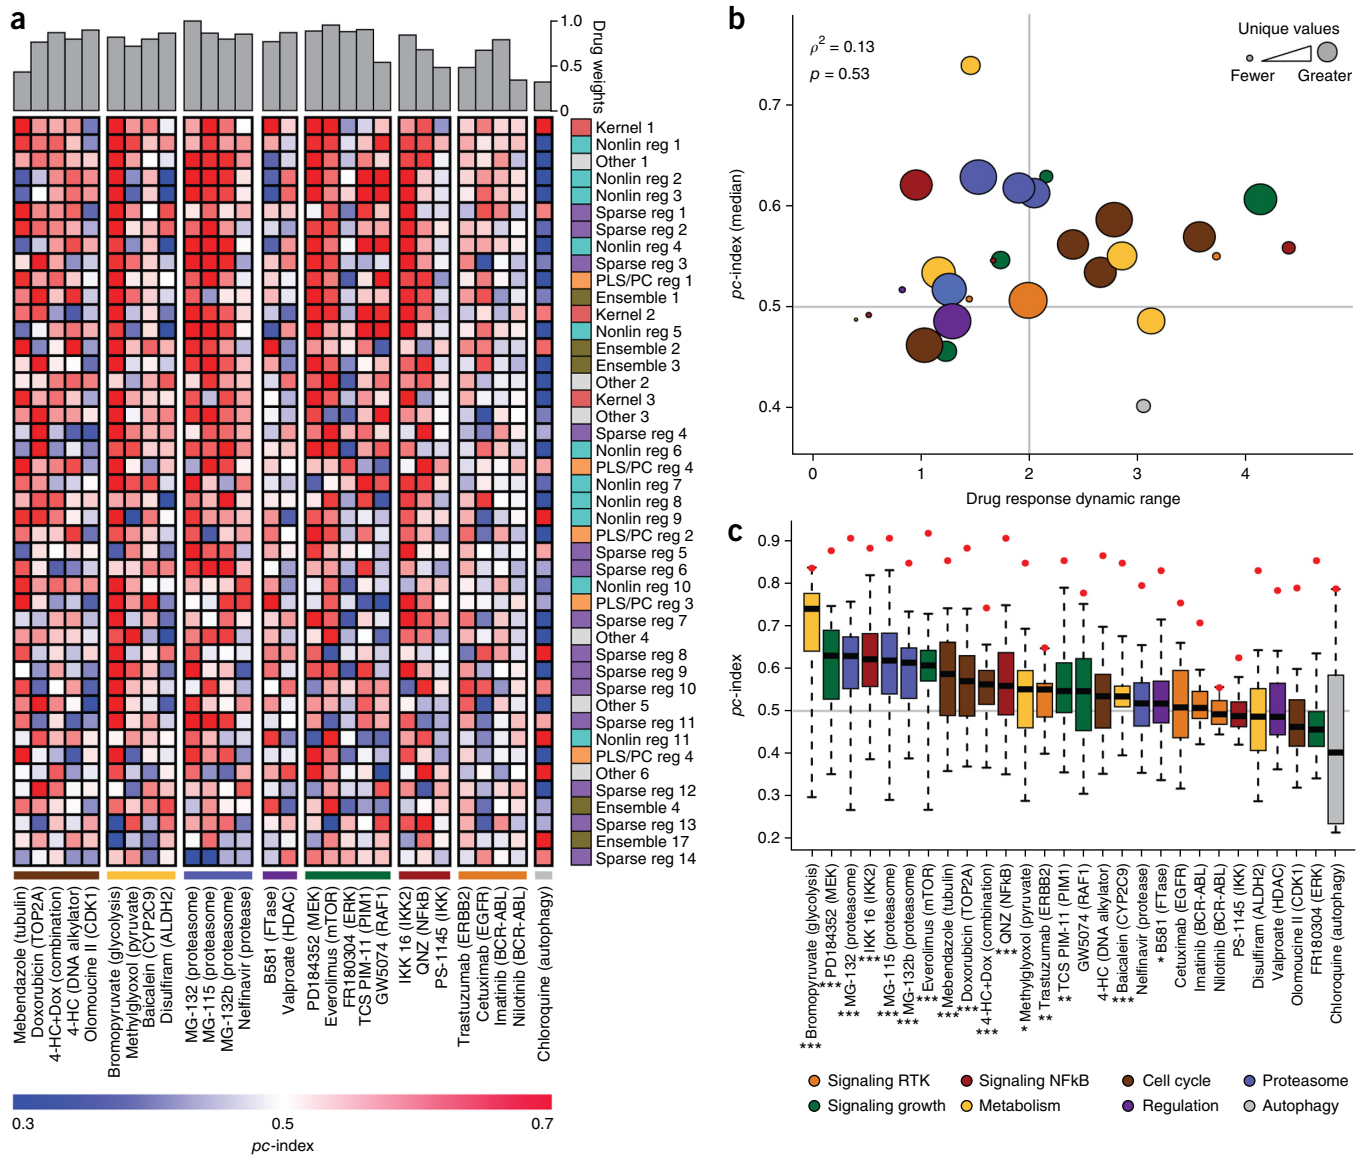 a
1.0
0.5
0
Drug weights
Kernel 1
Nonlin reg 1
Other 1
Nonlin reg 2
Nonlin reg 3
Sparse reg 1
Sparse reg 2
Nonlin reg 4
Sparse reg 3
PLS/PC reg 1
Ensemble 1
Kernel 2
Nonlin reg 5
Ensemble 2
Ensemble 3
Other 2
Kernel 3
Other 3
Sparse reg 4
Nonlin reg 6
PLS/PC reg 4
Nonlin reg 7
Nonlin reg 8
Nonlin reg 9
PLS/PC reg 2
Sparse reg 5
Sparse reg 6
Nonlin reg 10
PLS/PC reg 3
Sparse reg 7
Other 4
Sparse reg 8
Sparse reg 9
Sparse reg 10
Other 5
Sparse reg 11
Nonlin reg 11
PLS/PC reg 4
Other 6
Sparse reg 12
Ensemble 4
Sparse reg 13
Ensemble 17
Sparse reg 14
Mebendazole (tubulin)
Doxorubicin (TOP2A)
4-HC+Dox (combination)
4-HC (DNA alkylator)
Olomoucine II (CDK1)
Bromopyruvate (glycolysis)
Methylglyoxol (pyruvate)
Baicalein (CYP2C9)
Disulfiram (ALDH2)
MG-132 (proteasome)
MG-115 (proteasome)
MG-132b (proteasome)
Nelfinavir (protease)
B581 (FTase)
Valproate (HDAC)
PD184352 (MEK)
Everolimus (mTOR)
FR180304 (ERK)
TCS PIM-11 (PIM1)
GW5074 (RAF1)
IKK 16 (IKK2)
QNZ (NFkB)
PS-1145 (IKK)
Trastuzumab (ERBB2)
Cetuximab (EGFR)
Imatinib (BCR-ABL)
Nilotinib (BCR-ABL)
Chloroquine (autophagy)
0.3
0.5
0.7
pc-index
b
ρ² = 0.13
p = 0.53
Unique values
Fewer
Greater
pc-index (median)
0.7
0.6
0.5
0.4
0
1
2
3
4
Drug response dynamic range
c
pc-index
0.9
0.8
0.7
0.6
0.5
0.4
0.3
0.2
*** Bromopyruvate (glycolysis)
*** PD184352 (MEK)
*** MG-132 (proteasome)
*** IKK 16 (IKK2)
*** MG-115 (proteasome)
*** MG-132b (proteasome)
*** Everolimus (mTOR)
*** Mebendazole (tubulin)
*** Doxorubicin (TOP2A)
*** 4-HC+Dox (combination)
*** QNZ (NFkB)
* Methylglyoxol (pyruvate)
** Trastuzumab (ERBB2)
** TCS PIM-11 (PIM1)
4-HC (DNA alkylator)
*** Baicalein (CYP2C9)
Nelfinavir (protease)
* B581 (FTase)
Cetuximab (EGFR)
Imatinib (BCR-ABL)
Nilotinib (BCR-ABL)
PS-1145 (IKK)
Disulfiram (ALDH2)
Valproate (HDAC)
Olomoucine II (CDK1)
FR180304 (ERK)
Chloroquine (autophagy)
Signaling RTK
Signaling NFkB
Cell cycle
Proteasome
Signaling growth
Metabolism
Regulation
Autophagy